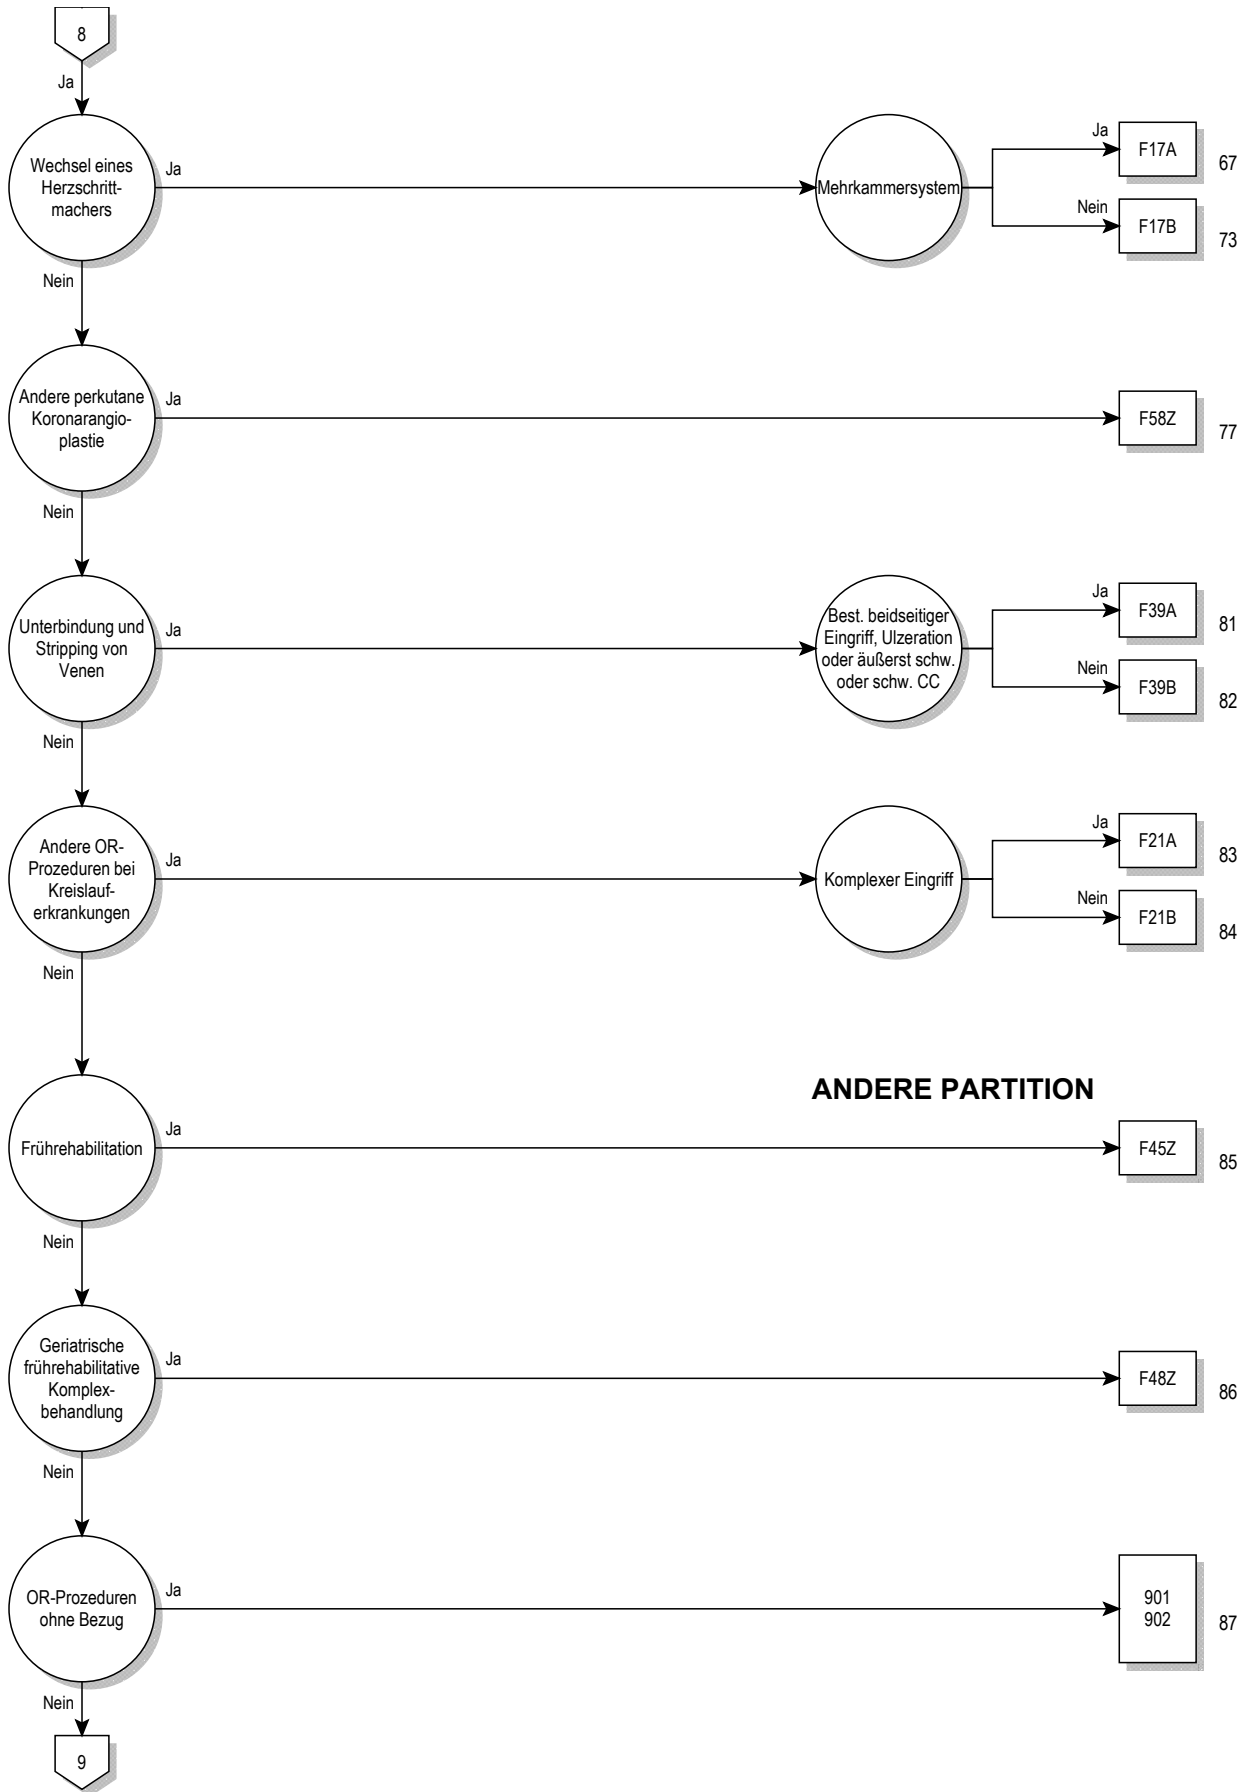 8
Ja
Wechsel eines
Herzschritt-
machers
Ja
Mehrkammersystem
Ja
F17A
67
Nein
F17B
73
Nein
Andere perkutane
Koronarangio-
plastie
Ja
F58Z
77
Nein
Unterbindung und
Stripping von
Venen
Ja
Best. beidseitiger
Eingriff, Ulzeration
oder äußerst schw.
oder schw. CC
Ja
F39A
81
Nein
F39B
82
Nein
Andere OR-
Prozeduren bei
Kreislauf-
erkrankungen
Ja
Komplexer Eingriff
Ja
F21A
83
Nein
F21B
84
Nein
ANDERE PARTITION
Frührehabilitation
Ja
F45Z
85
Nein
Geriatrische
frührehabilitative
Komplex-
behandlung
Ja
F48Z
86
Nein
OR-Prozeduren
ohne Bezug
Ja
901
902
87
Nein
9